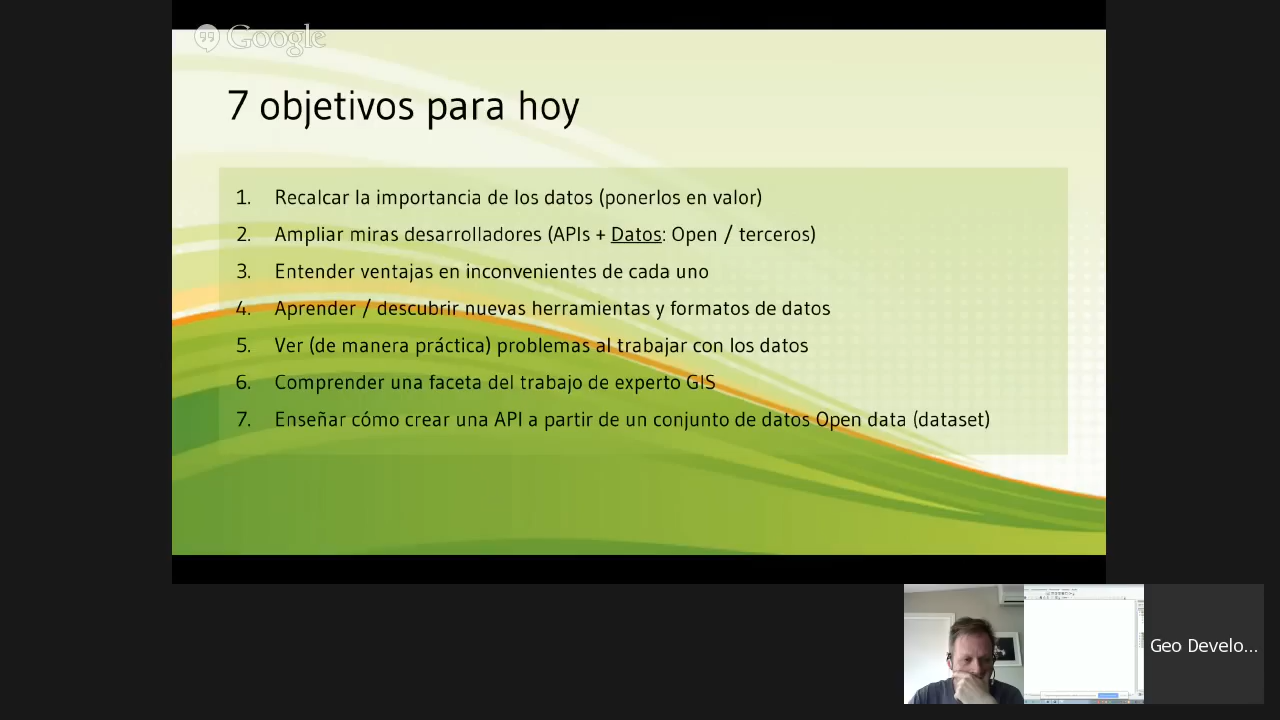 Google
7 objetivos para hoy
1. Recalcar la importancia de los datos (ponerlos en valor)
2. Ampliar miras desarrolladores (APIs + Datos: Open / terceros)
3. Entender ventajas en inconvenientes de cada uno
4. Aprender / descubrir nuevas herramientas y formatos de datos
5. Ver (de manera práctica) problemas al trabajar con los datos
6. Comprender una faceta del trabajo de experto GIS
7. Enseñar cómo crear una API a partir de un conjunto de datos Open data (dataset)
Geo Develo...